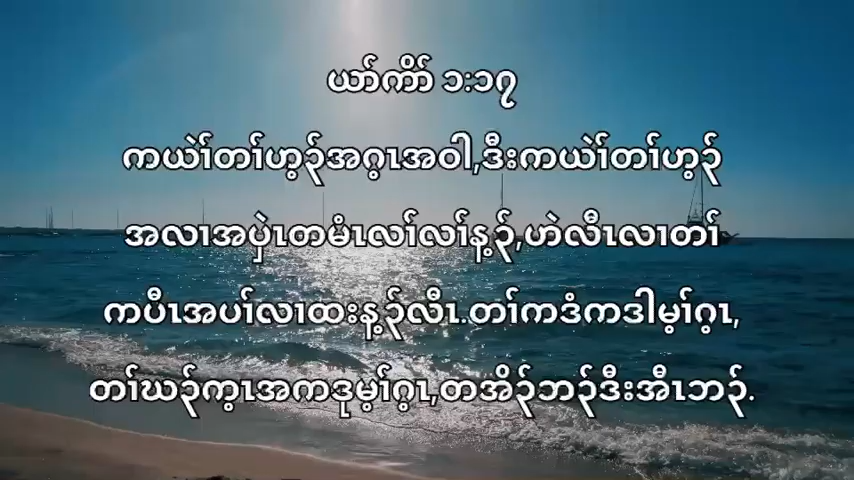 ယာ်ကိာ် ၁:၁၇
ကယဲၢ်တၢ်ဟ့ၣ်အဂ့ၤအဝါ,ဒီးကယဲၢ်တၢ်ဟ့ၣ်
အလၢအပှဲၤတမံၤလၢ်လၢ်န့ၣ်,ဟဲလီၤလၢတၢ်
ကပီၤအပၢ်လၢထးန့ၣ်လီၤ.တၢ်ကဒံကဒါမ့ၢ်ဂ့ၤ,
တၢ်ဃၣ်က့ၤအကဒုမ့ၢ်ဂ့ၤ,တအိၣ်ဘၣ်ဒီးအီၤဘၣ်.